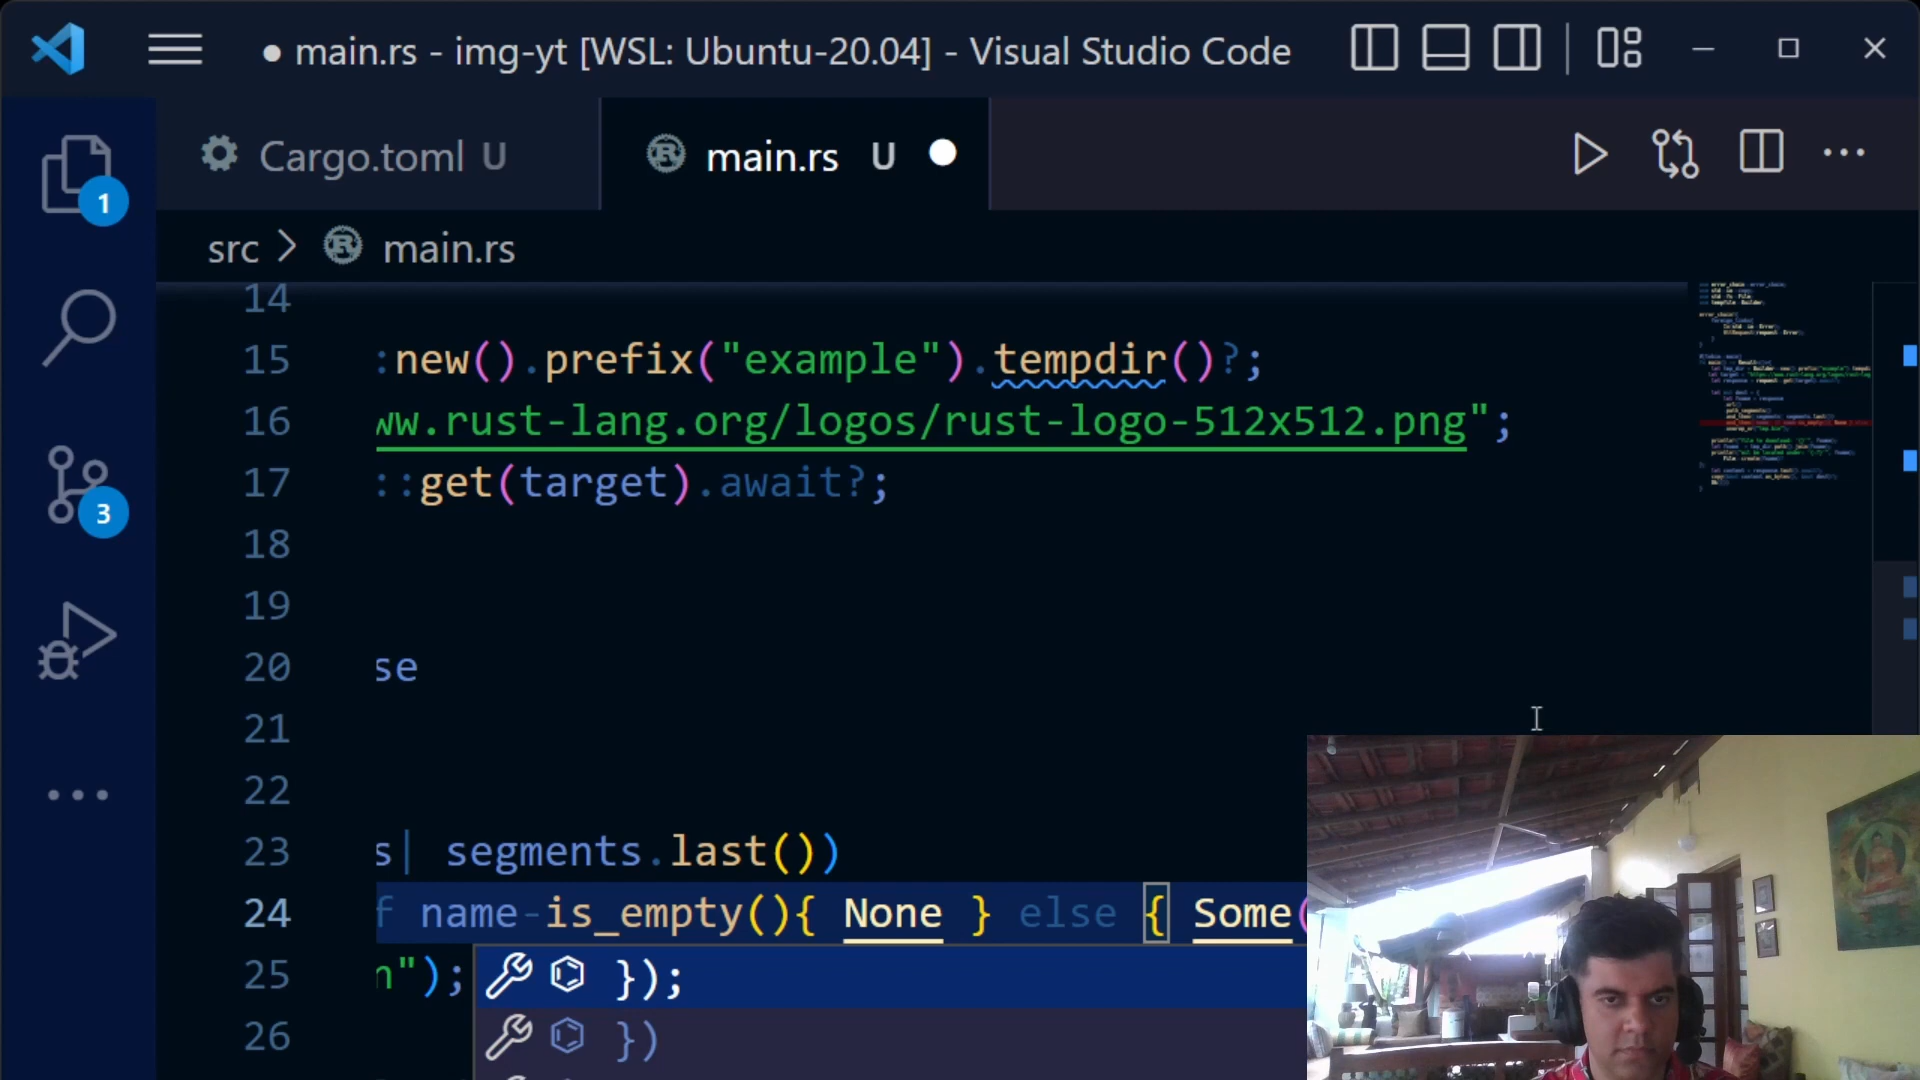 ● main.rs - img-yt [WSL: Ubuntu-20.04] - Visual Studio Code
Cargo.toml U
main.rs U ●
1
src > main.rs
14
15 :new().prefix("example").tempdir()?;
16 ww.rust-lang.org/logos/rust-logo-512x512.png";
17 ::get(target).await?;
18
3
19
20 se
21
22
23 s| segments.last())
24 f name-is_empty(){ None } else { Some(
25 n");
});
26
})